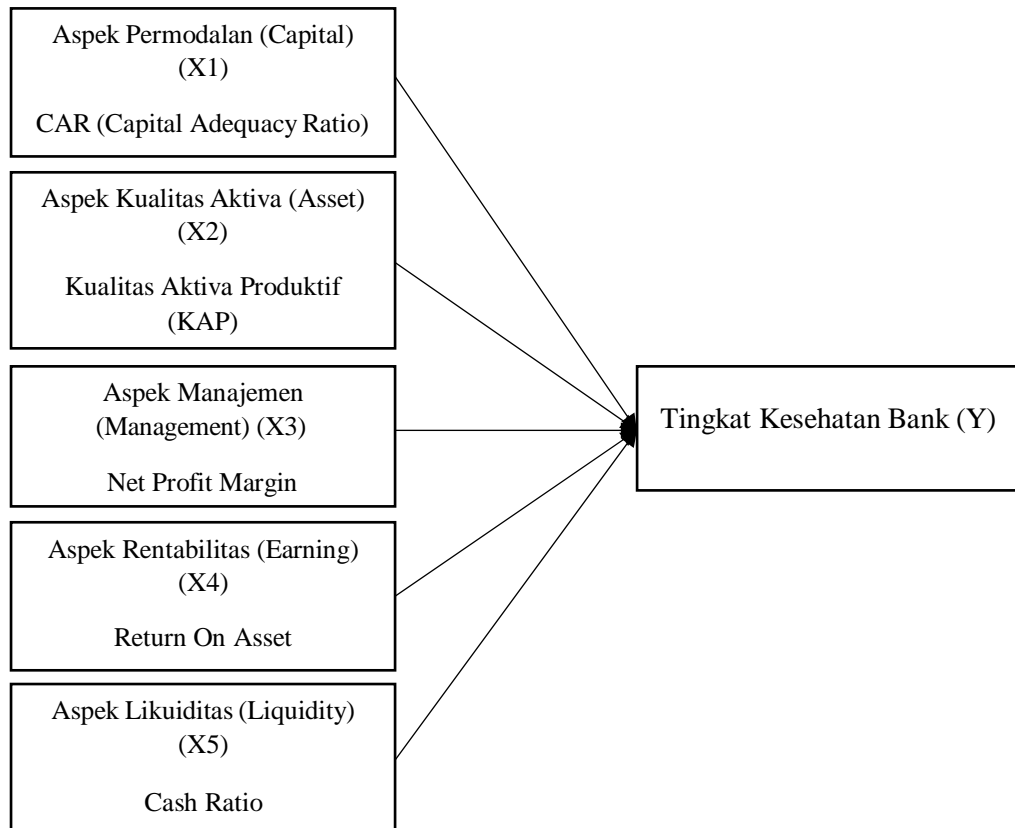 Aspek Permodalan (Capital)
(X1)
CAR (Capital Adequacy Ratio)
Aspek Kualitas Aktiva (Asset)
(X2)
Kualitas Aktiva Produktif
(KAP)
Aspek Manajemen
(Management) (X3)
Net Profit Margin
Aspek Rentabilitas (Earning)
(X4)
Return On Asset
Aspek Likuiditas (Liquidity)
(X5)
Cash Ratio
Tingkat Kesehatan Bank (Y)